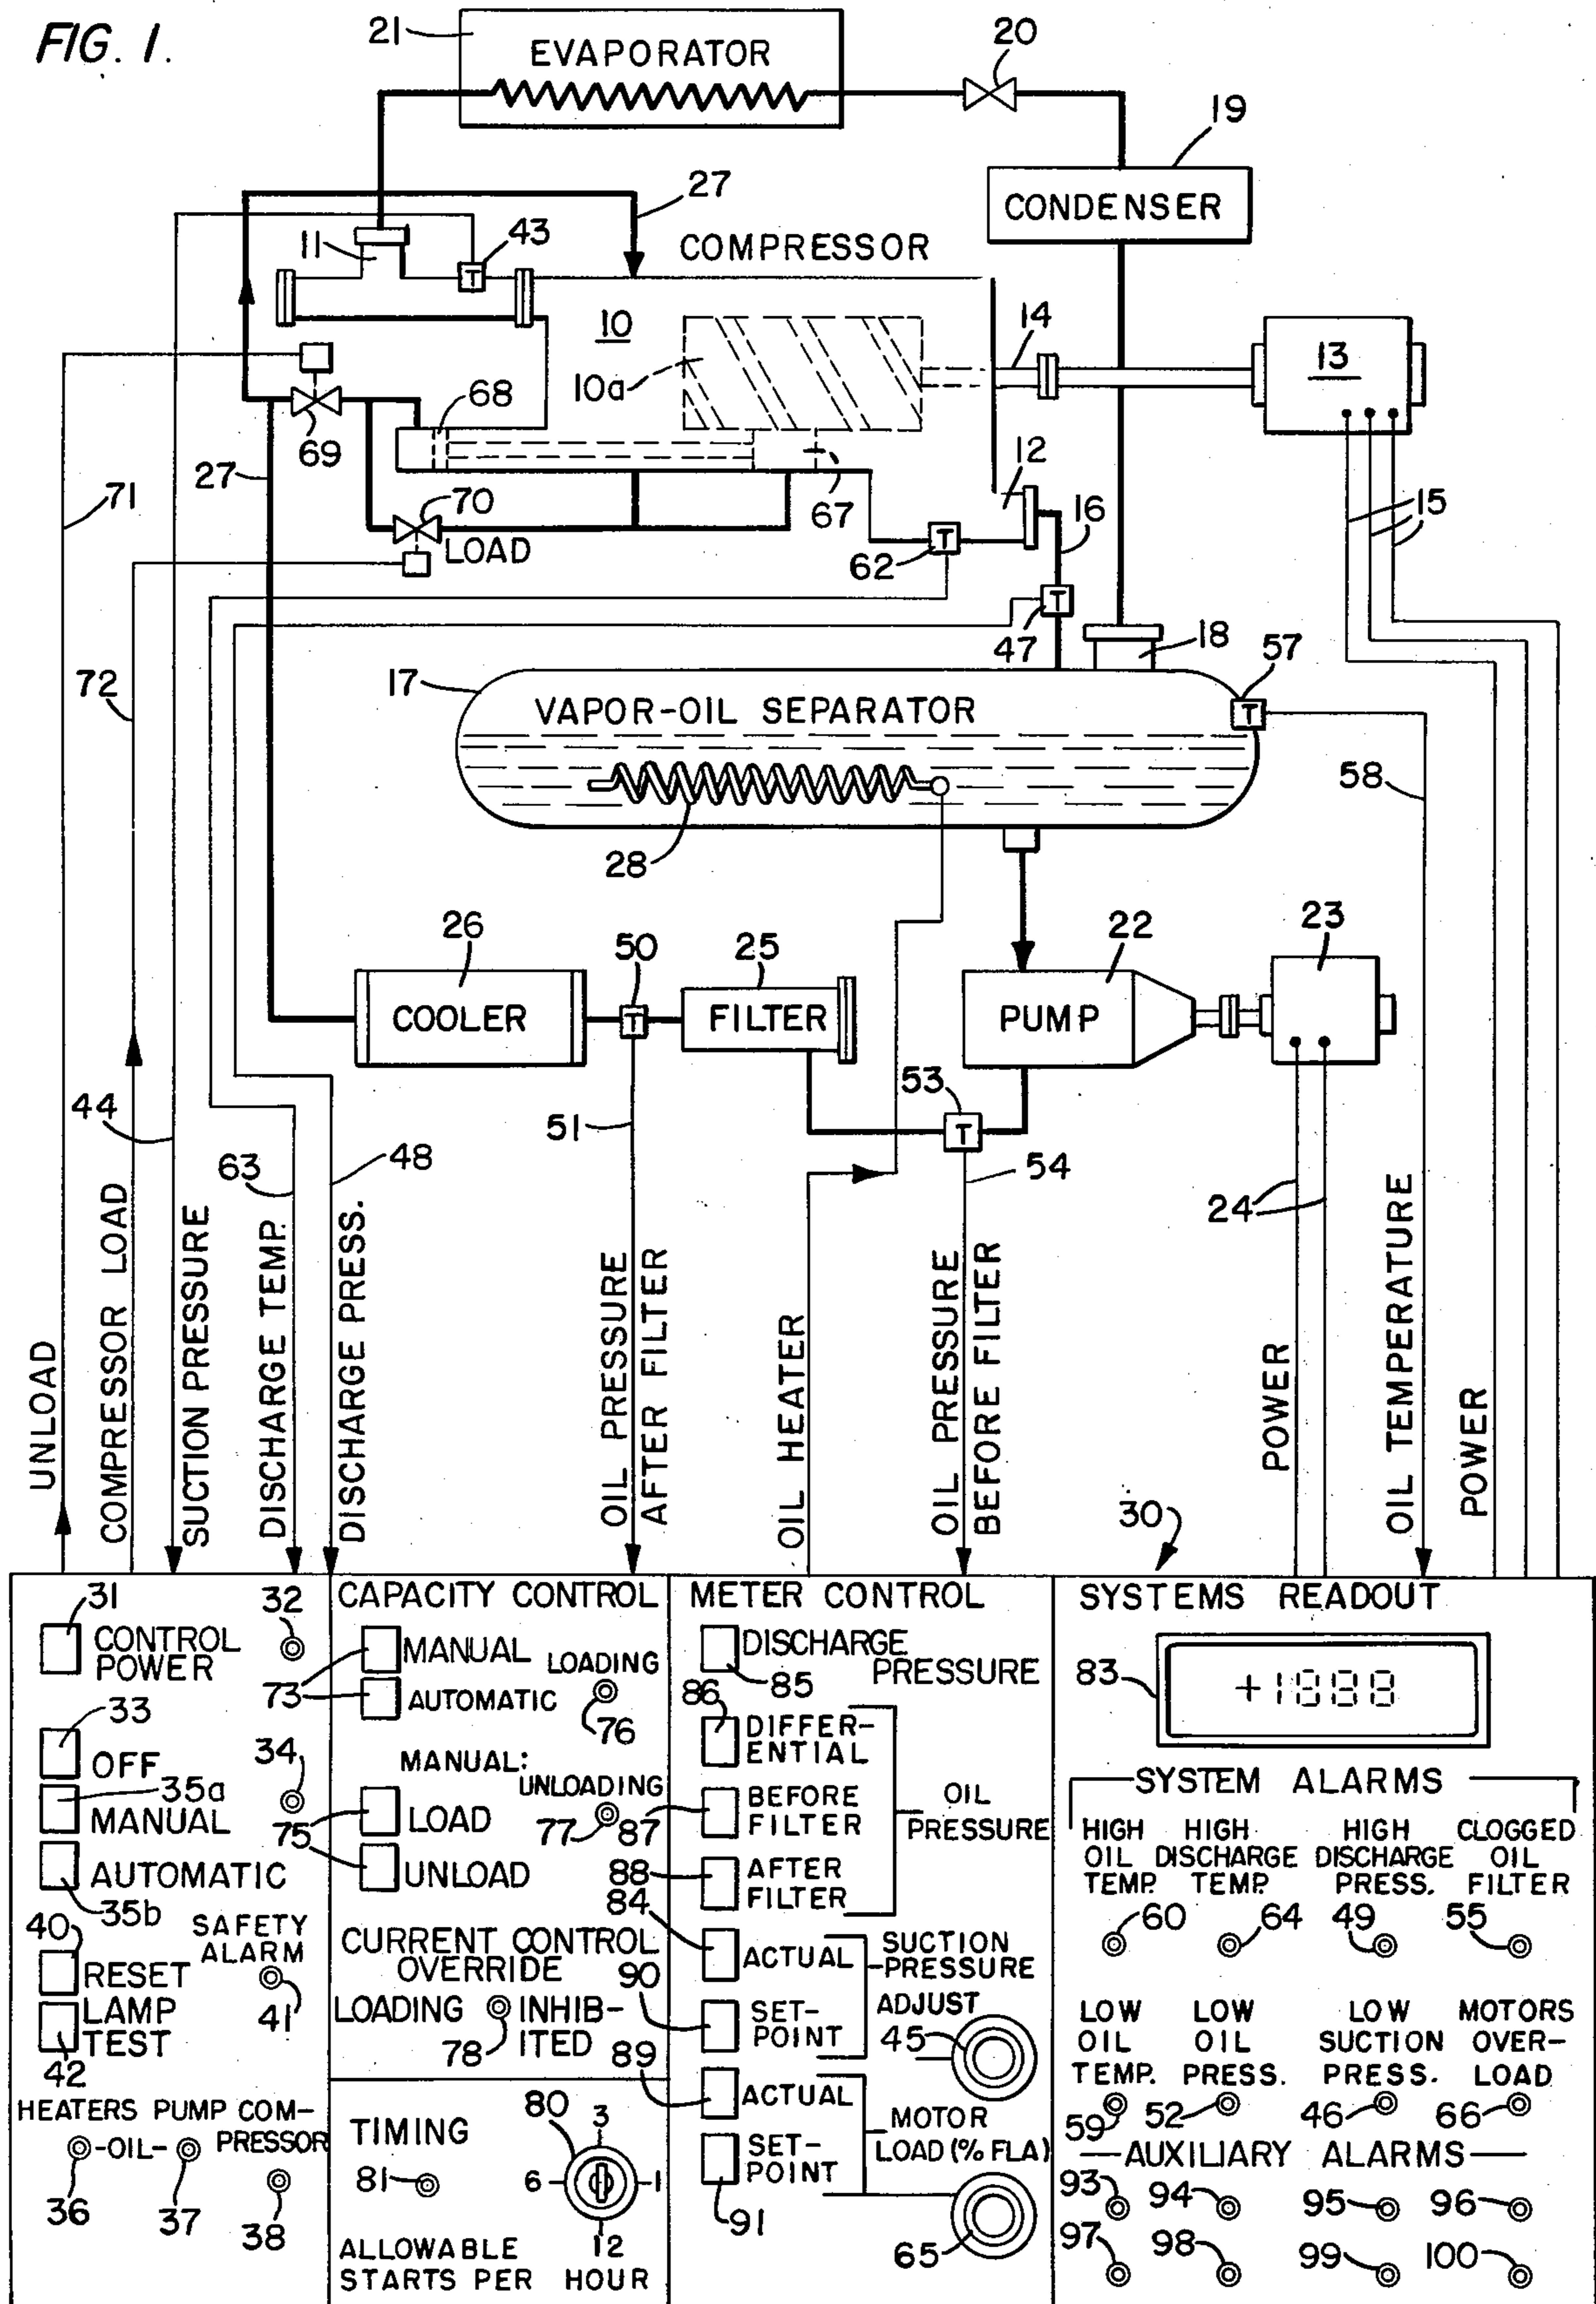 FIG. 1.
21
EVAPORATOR
20
19
CONDENSER
27
43
11
COMPRESSOR
10
10a
14
13
68
69
27
12
67
16
15
71
70
LOAD
62
T
T
T
47
18
57
T
72
17
VAPOR-OIL SEPARATOR
58
28
26
50
25
22
23
COOLER
T
FILTER
PUMP
53
T
44
51
63
48
54
24
UNLOAD
COMPRESSOR LOAD
SUCTION PRESSURE
DISCHARGE TEMP.
DISCHARGE PRESS.
OIL PRESSURE
AFTER FILTER
OIL HEATER
OIL PRESSURE
BEFORE FILTER
POWER
OIL TEMPERATURE
POWER
30
31
32
CONTROL
POWER
33
OFF
34
35a
MANUAL
AUTOMATIC
35b
40
SAFETY
ALARM
RESET
41
LAMP
TEST
42
HEATERS PUMP COM-
PRESSOR
-OIL-
36
37
38
CAPACITY CONTROL
MANUAL
LOADING
73
AUTOMATIC
76
MANUAL:
UNLOADING
75
LOAD
77
UNLOAD
CURRENT CONTROL
OVERRIDE
LOADING
INHIB-
ITED
78
TIMING
80
3
81
6
1
12
ALLOWABLE
STARTS PER HOUR
METER CONTROL
DISCHARGE
PRESSURE
85
86
DIFFER-
ENTIAL
87
BEFORE
FILTER
OIL
PRESSURE
88
AFTER
FILTER
84
ACTUAL
SUCTION
PRESSURE
90
SET-
POINT
ADJUST
45
89
ACTUAL
MOTOR
LOAD (% FLA)
SET-
POINT
91
65
SYSTEMS READOUT
83
+1888
SYSTEM ALARMS
HIGH
OIL
TEMP.
HIGH
DISCHARGE
TEMP.
HIGH
DISCHARGE
PRESS.
CLOGGED
OIL
FILTER
60
64
49
55
LOW
OIL
TEMP.
LOW
OIL
PRESS.
LOW
SUCTION
PRESS.
MOTORS
OVER-
LOAD
59
52
46
66
AUXILIARY ALARMS
93
94
95
96
97
98
99
100